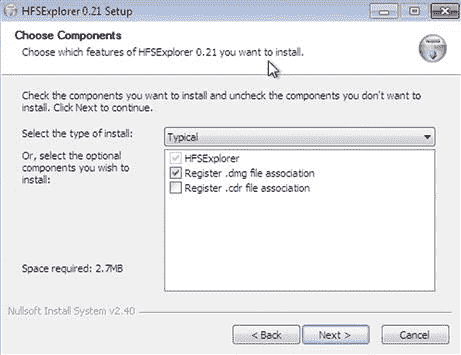 HFSExplorer 0.21 Setup
Choose Components
Choose which features of HFSExplorer 0.21 you want to install.
Check the components you want to install and uncheck the components you don't want to
install. Click Next to continue.
Select the type of install:
Typical
Or, select the optional
components you wish to
install:
HFSExplorer
Register .dmg file association
Register .cdr file association
Space required: 2.7MB
Nullsoft Install System v2.40
< Back
Next >
Cancel